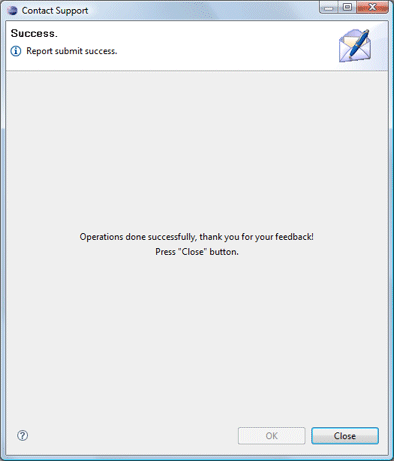 Contact Support
Success.
Report submit success.
Operations done successfully, thank you for your feedback!
Press "Close" button.
OK
Close